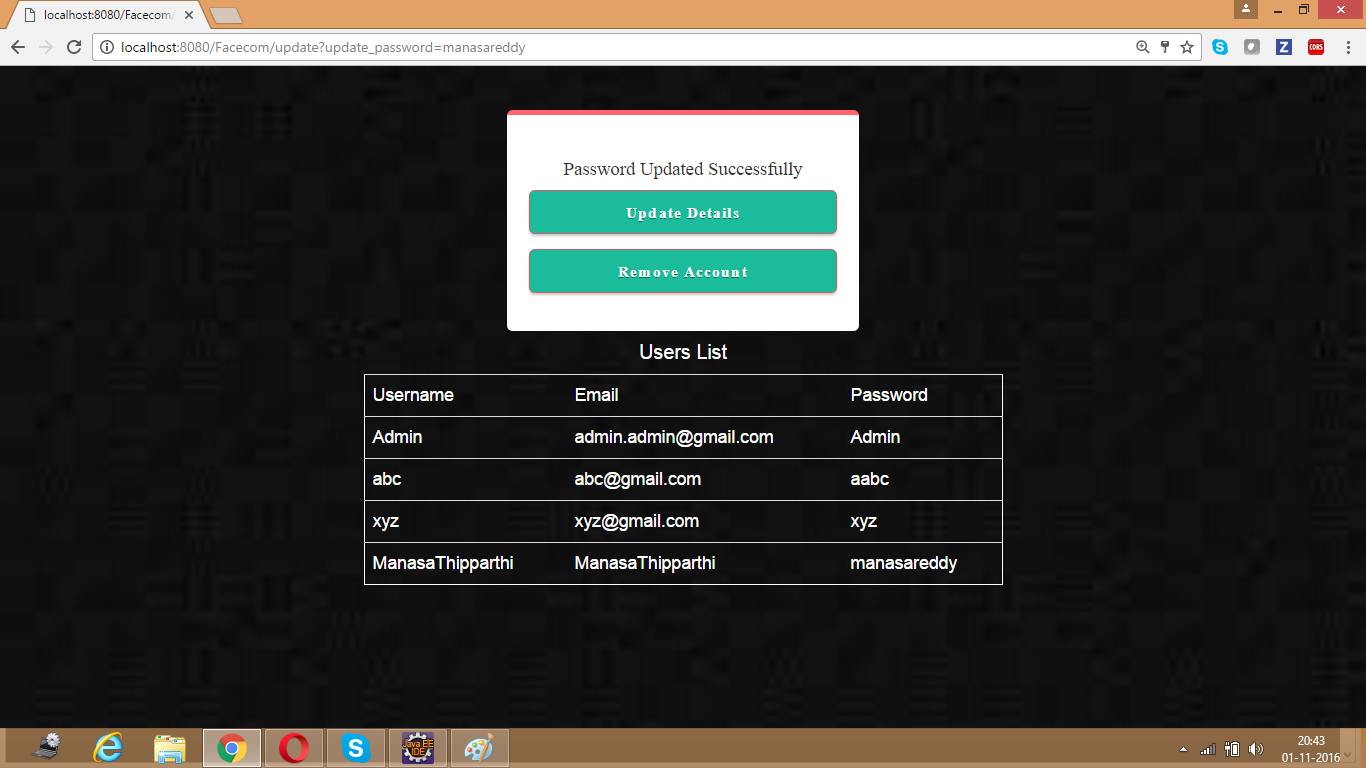 localhost:8080/Facecom/
localhost:8080/Facecom/update?update_password=manasareddy
Z
CORS
Password Updated Successfully
Update Details
Remove Account
Users List
Username Email Password
Admin admin.admin@gmail.com Admin
abc abc@gmail.com aabc
xyz xyz@gmail.com xyz
ManasaThipparthi ManasaThipparthi manasareddy
Java EE
IDE
20:43
01-11-2016